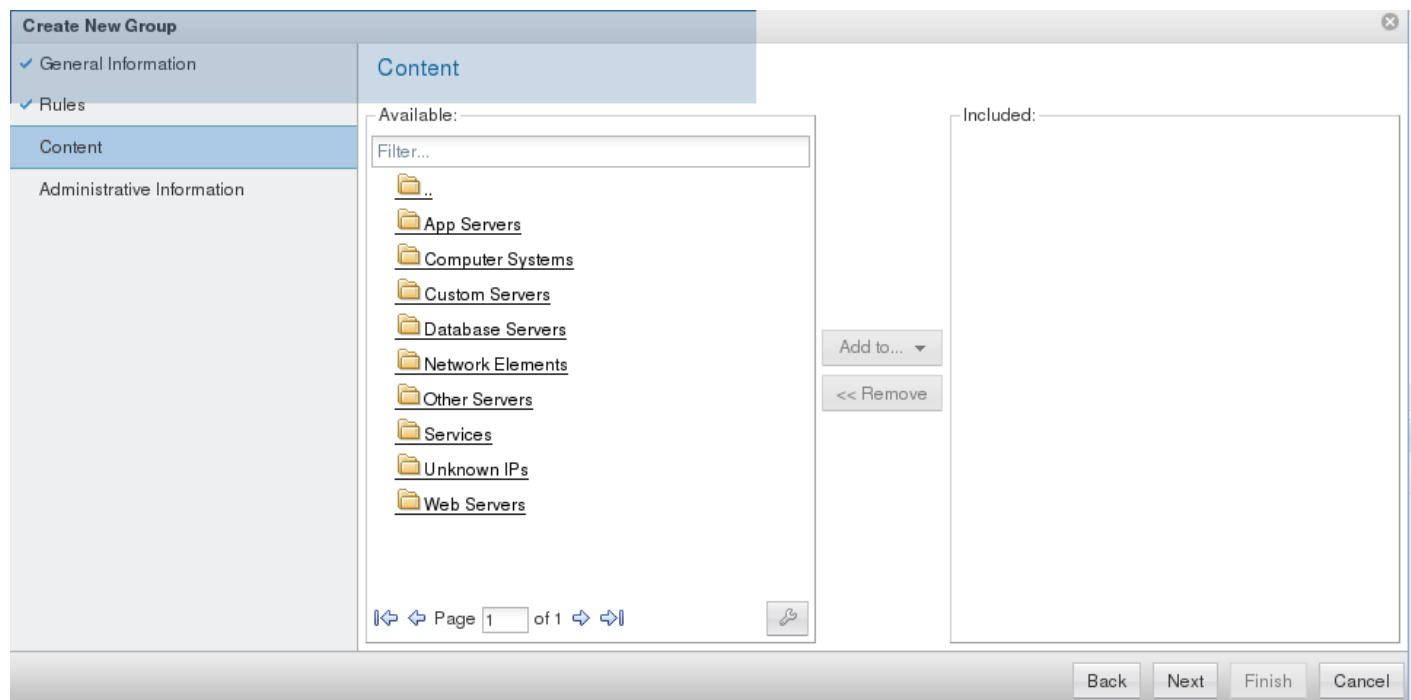 Create New Group
General Information
Rules
Content
Administrative Information
Content
Available:
Filter...
..
App Servers
Computer Systems
Custom Servers
Database Servers
Network Elements
Other Servers
Services
Unknown IPs
Web Servers
Page 1 of 1
Add to...
<< Remove
Included:
Back Next Finish Cancel